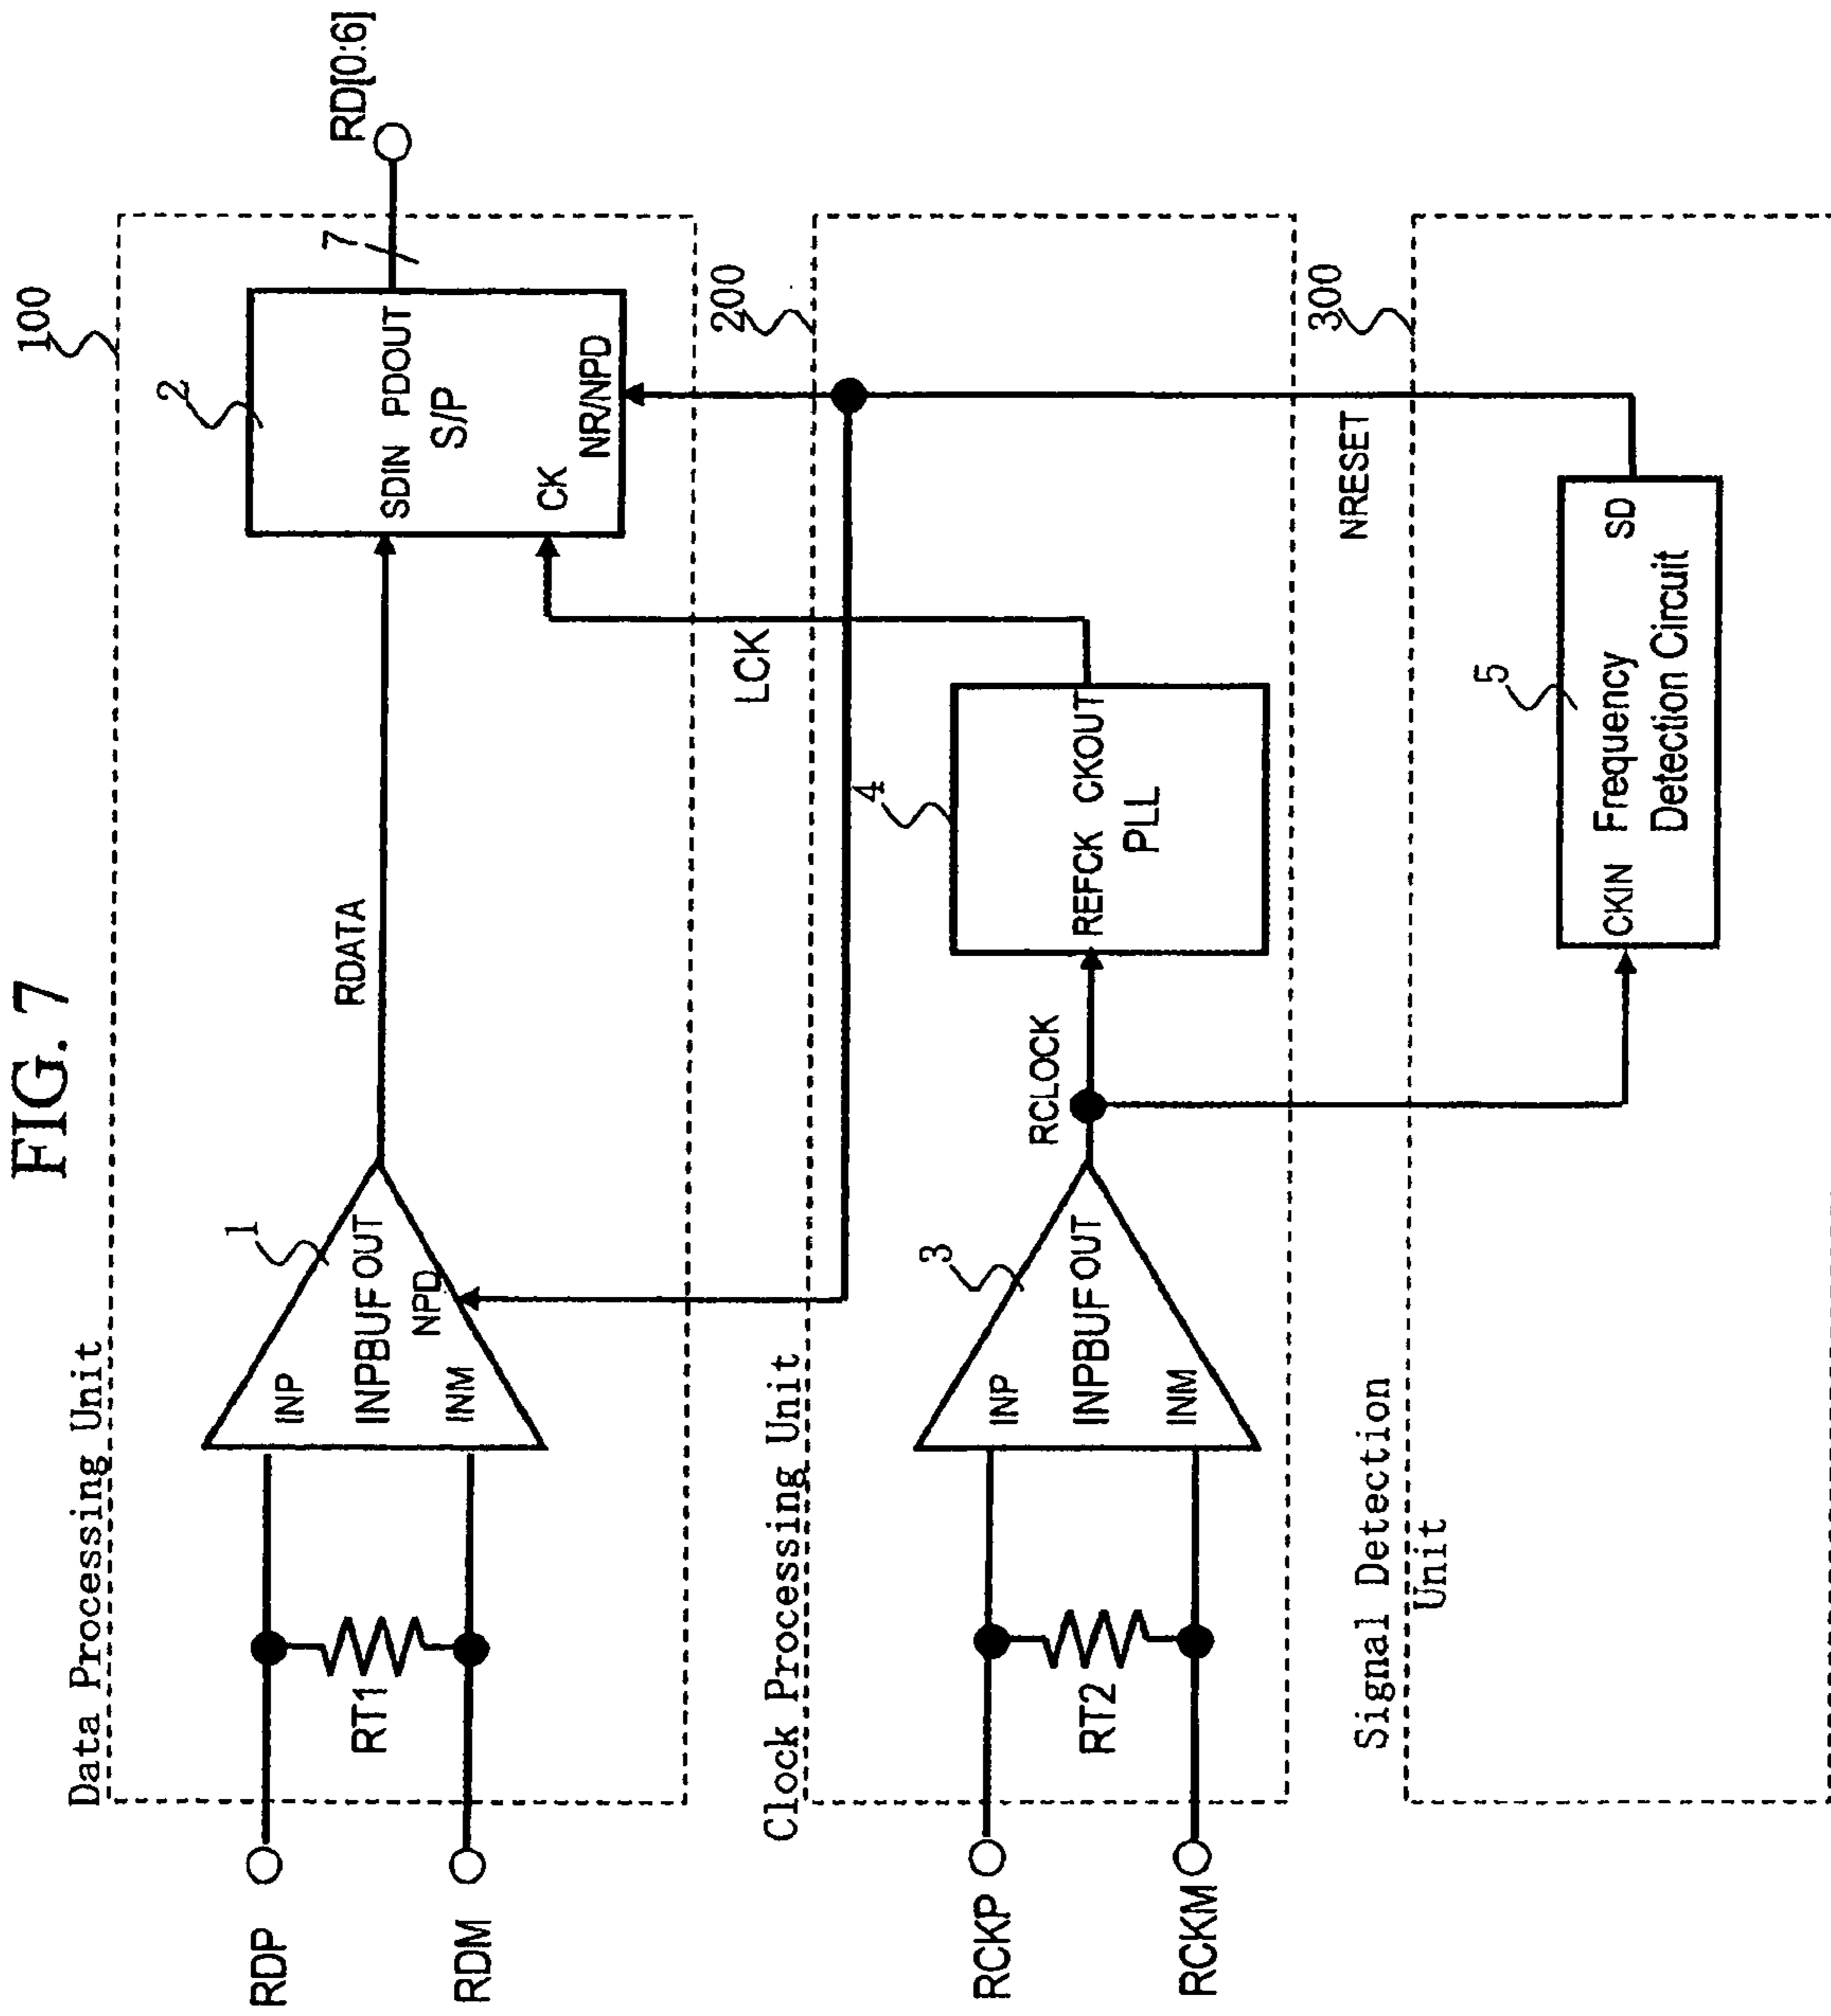 FIG. 7
Data Processing Unit
100
RDP
RDM
RT1
INP
INPBUF OUT
NPD
INM
1
RDATA
2
SDIN PDOUT
S/P
CK
NR/NPD
7
RD[0:6]
LCK
Clock Processing Unit
200
RCKP
RCKM
RT2
INP
INPBUF OUT
INM
3
RCLOCK
4
REFCK CKOUT
PLL
NRESET
Signal Detection
Unit
300
5
CKIN Frequency SD
Detection Circuit